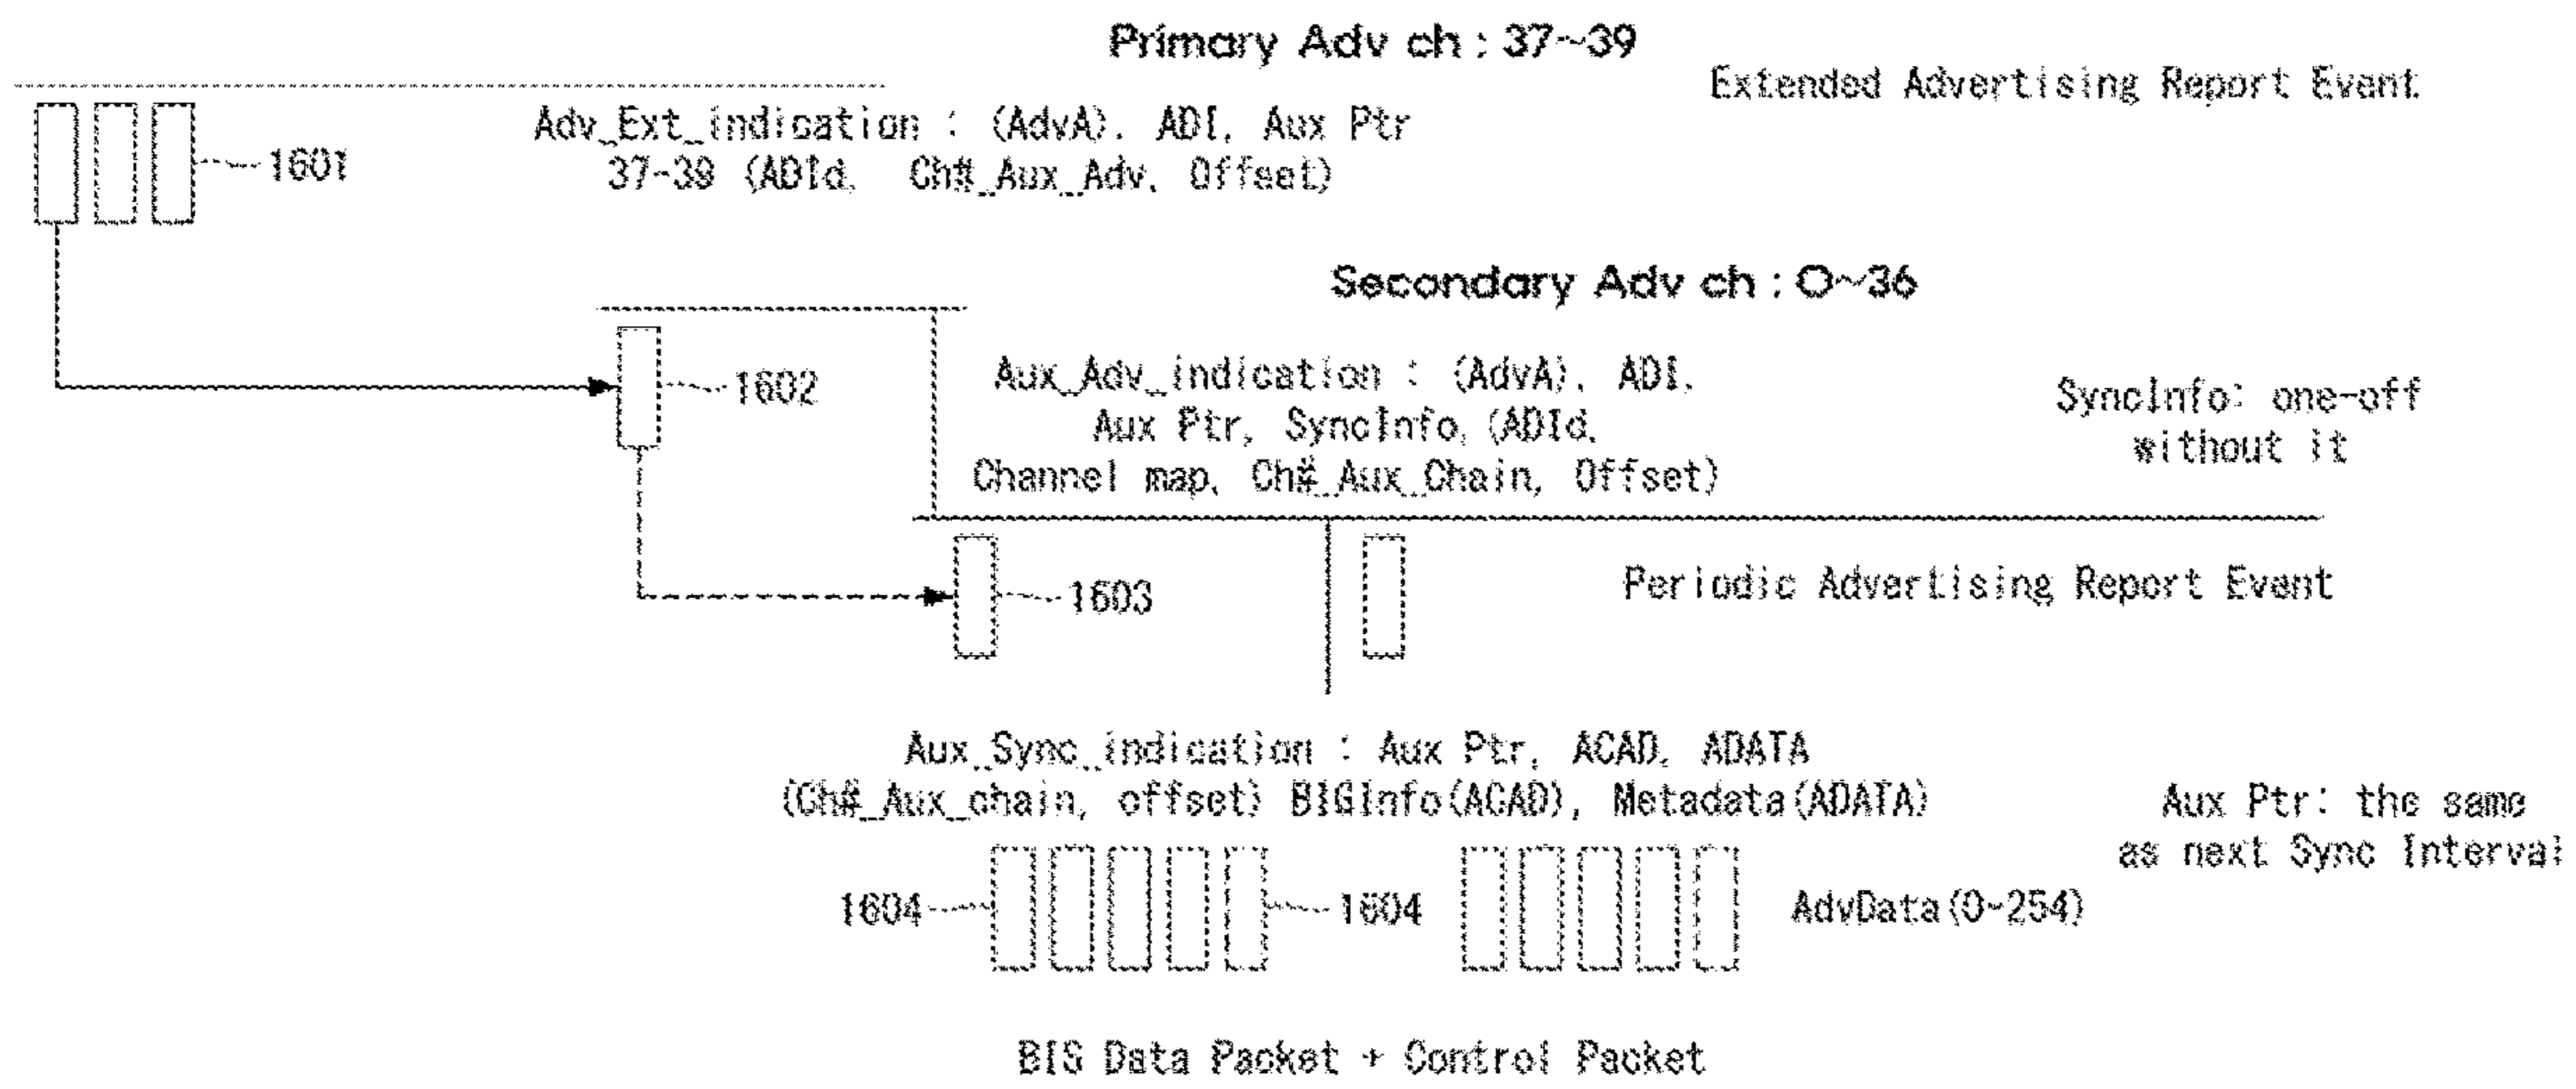 Primary Adv ch : 37~39
Extended Advertising Report Event
Adv_Ext_indication : (AdvA), ADI, Aux Ptr
37-39 (ADId, Ch#_Aux_Adv, Offset)
1601
Secondary Adv ch : 0~36
1602
Aux_Adv_indication : (AdvA), ADI,
Aux Ptr, SyncInfo, (ADId,
Channel map, Ch#_Aux_Chain, Offset)
SyncInfo: one-off
without it
1603
Periodic Advertising Report Event
Aux_Sync_indication : Aux Ptr, ACAD, ADATA
(Ch#_Aux_chain, offset) BIGInfo(ACAD), Metadata(ADATA)
Aux Ptr: the same
as next Sync Interval
1604
1604
AdvData(0~254)
BIS Data Packet + Control Packet